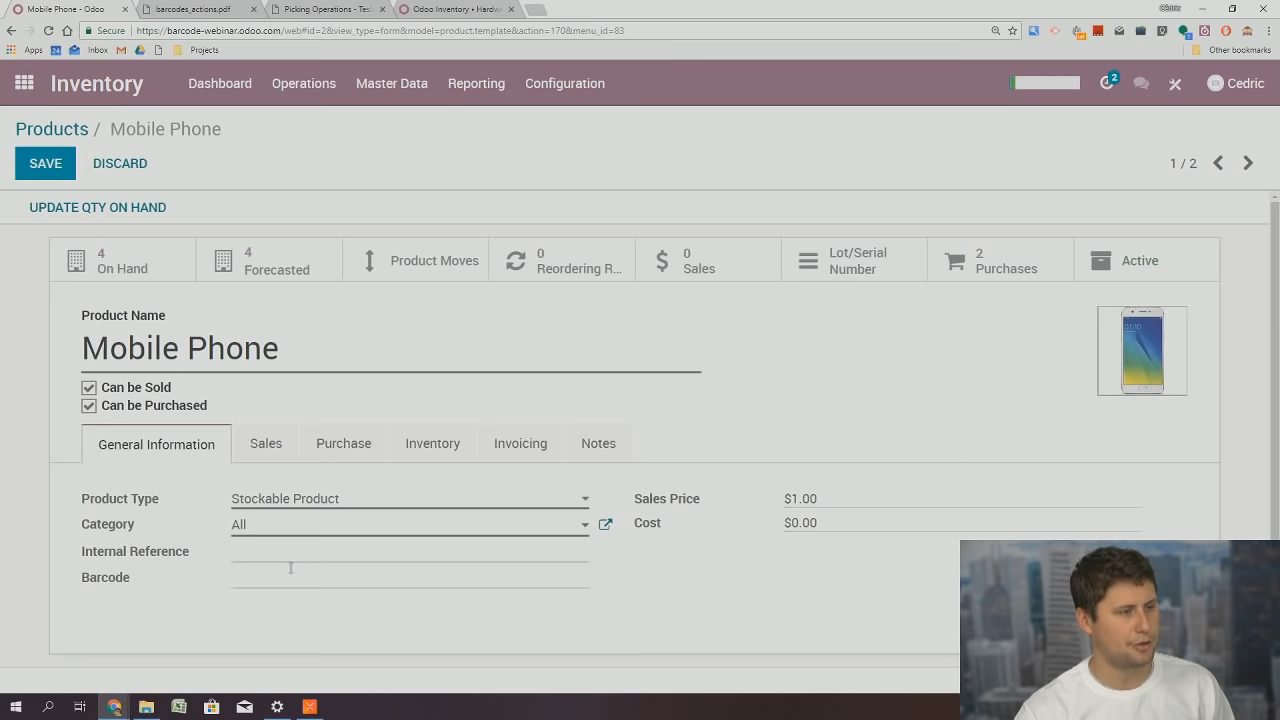 Mobile Phone - Odoo
barcodes_actions.pdf
Picking Operations - Tes
Odoo Inventory • Hardw
Secure
https://barcode-webinar.odoo.com/web#id=2&view_type=form&model=product.template&action=170&menu_id=83
Apps
Inbox
Projects
Other bookmarks
Inventory
Dashboard
Operations
Master Data
Reporting
Configuration
2
Cedric
Products / Mobile Phone
SAVE
DISCARD
1 / 2
UPDATE QTY ON HAND
4
On Hand
4
Forecasted
Product Moves
0
Reordering R...
0
Sales
Lot/Serial
Number
2
Purchases
Active
Product Name
Mobile Phone
Can be Sold
Can be Purchased
General Information
Sales
Purchase
Inventory
Invoicing
Notes
Product Type
Stockable Product
Sales Price
$1.00
Category
All
Cost
$0.00
Internal Reference
Barcode